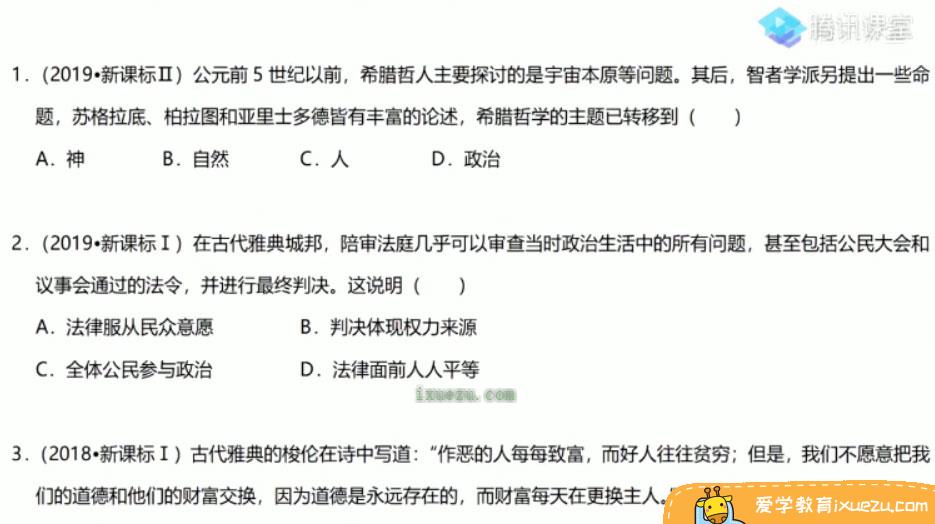 腾讯课堂
1.(2019•新课标Ⅱ)公元前 5 世纪以前，希腊哲人主要探讨的是宇宙本原等问题。其后，智者学派另提出一些命
题，苏格拉底、柏拉图和亚里士多德皆有丰富的论述，希腊哲学的主题已转移到（ ）
A．神 B．自然 C．人 D．政治
2.(2019•新课标Ⅰ) 在古代雅典城邦，陪审法庭几乎可以审查当时政治生活中的所有问题，甚至包括公民大会和
议事会通过的法令，并进行最终判决。这说明（ ）
A．法律服从民众意愿 B．判决体现权力来源
C．全体公民参与政治 D．法律面前人人平等
ixuezu.com
3.(2018•新课标Ⅰ) 古代雅典的梭伦在诗中写道：“作恶的人每每致富，而好人往往贫穷；但是，我们不愿意把我
们的道德和他们的财富交换，因为道德是永远存在的，而财富每天在更换主人。
爱学教育ixuezu.com